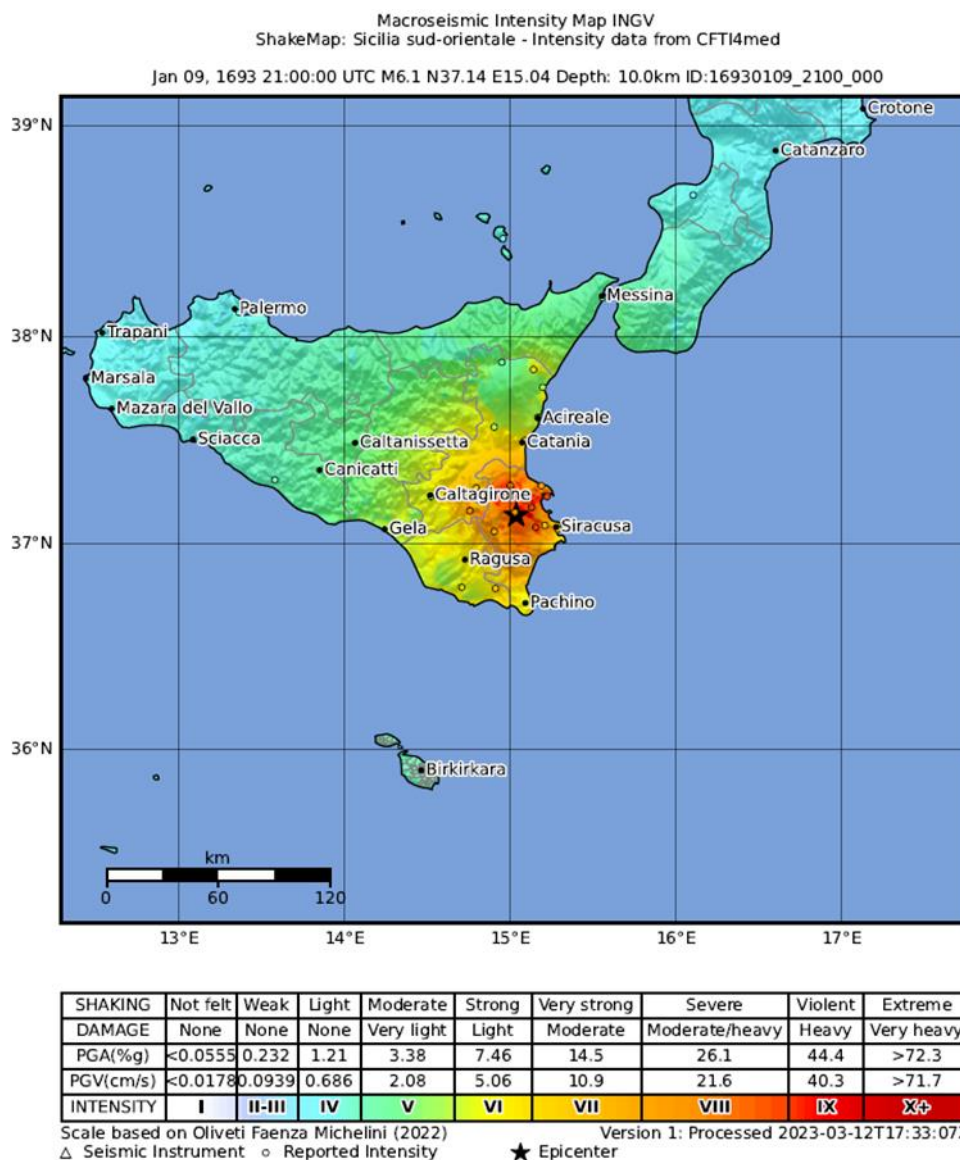 Macroseismic Intensity Map INGV
ShakeMap: Sicilia sud-orientale - Intensity data from CFTI4med
Jan 09, 1693 21:00:00 UTC M6.1 N37.14 E15.04 Depth: 10.0km ID:16930109_2100_000
39°N
Crotone
Catanzaro
Messina
Palermo
38°N
Trapani
Marsala
Mazara del Vallo
Acireale
Sciacca
Caltanissetta
Catania
Canicatti
Caltagirone
Gela
Siracusa
37°N
Ragusa
Pachino
36°N
Birkirkara
km
0 60 120
13°E 14°E 15°E 16°E 17°E
SHAKING Not felt Weak Light Moderate Strong Very strong Severe Violent Extreme
DAMAGE None None None Very light Light Moderate Moderate/heavy Heavy Very heavy
PGA(%g) <0.0555 0.232 1.21 3.38 7.46 14.5 26.1 44.4 >72.3
PGV(cm/s) <0.0178 0.0939 0.686 2.08 5.06 10.9 21.6 40.3 >71.7
INTENSITY I II-III IV V VI VII VIII IX X+
Scale based on Oliveti Faenza Michelini (2022) Version 1: Processed 2023-03-12T17:33:07
△ Seismic Instrument ○ Reported Intensity ★ Epicenter